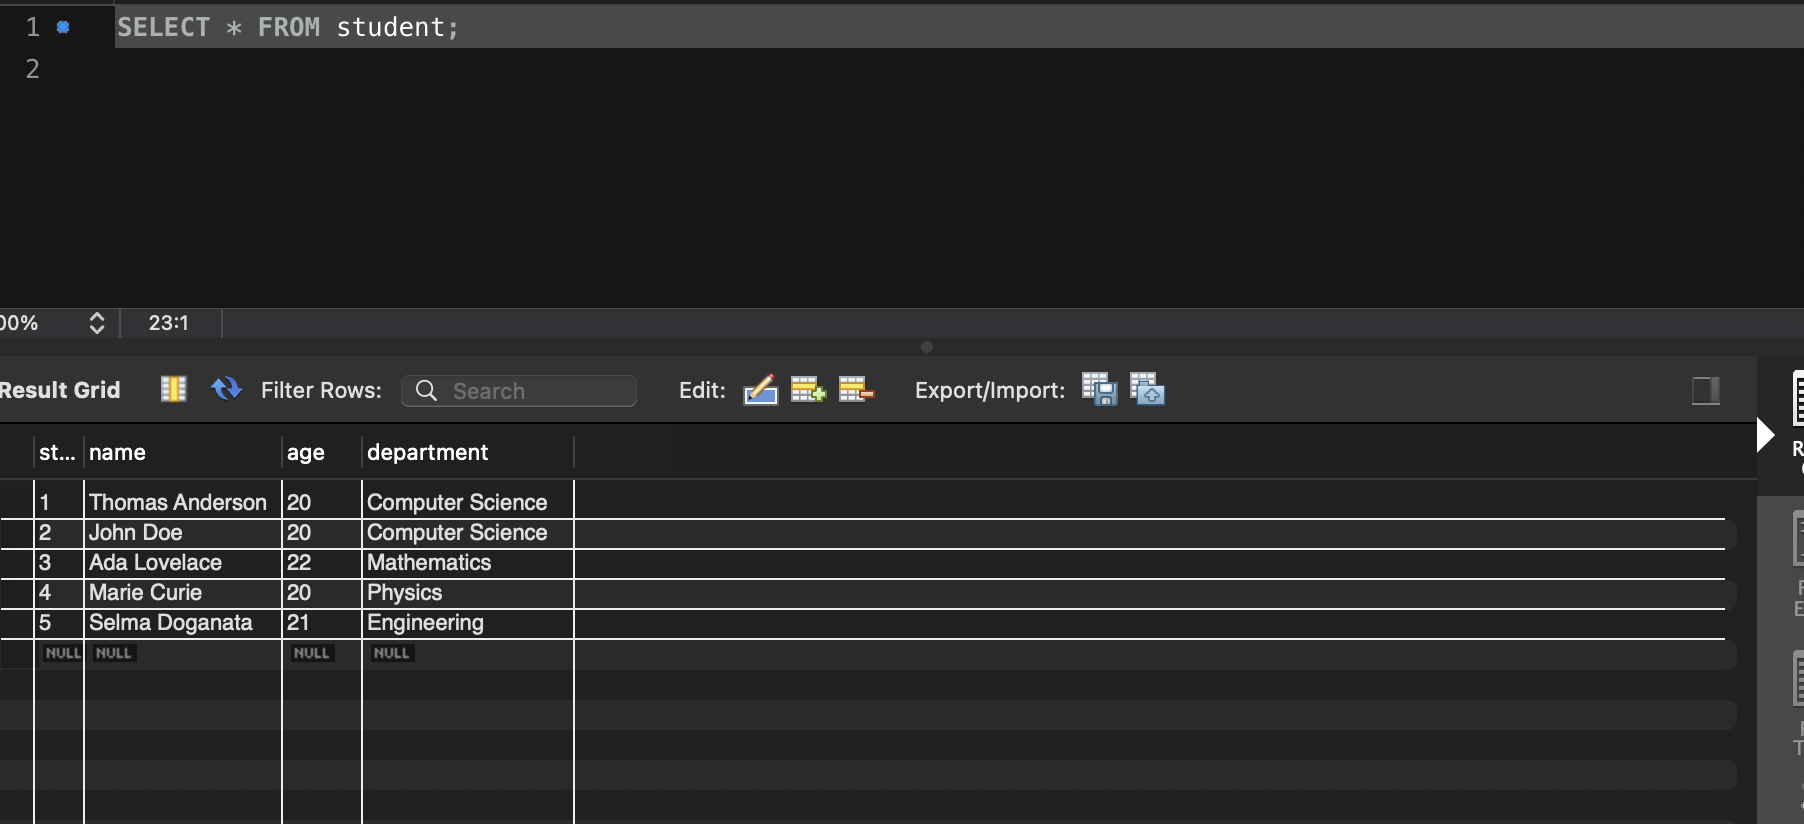 1 SELECT * FROM student;
2
00% 23:1
Result Grid Filter Rows: Search Edit: Export/Import:
st... name age department
1 Thomas Anderson 20 Computer Science
2 John Doe 20 Computer Science
3 Ada Lovelace 22 Mathematics
4 Marie Curie 20 Physics
5 Selma Doganata 21 Engineering
NULL NULL NULL NULL